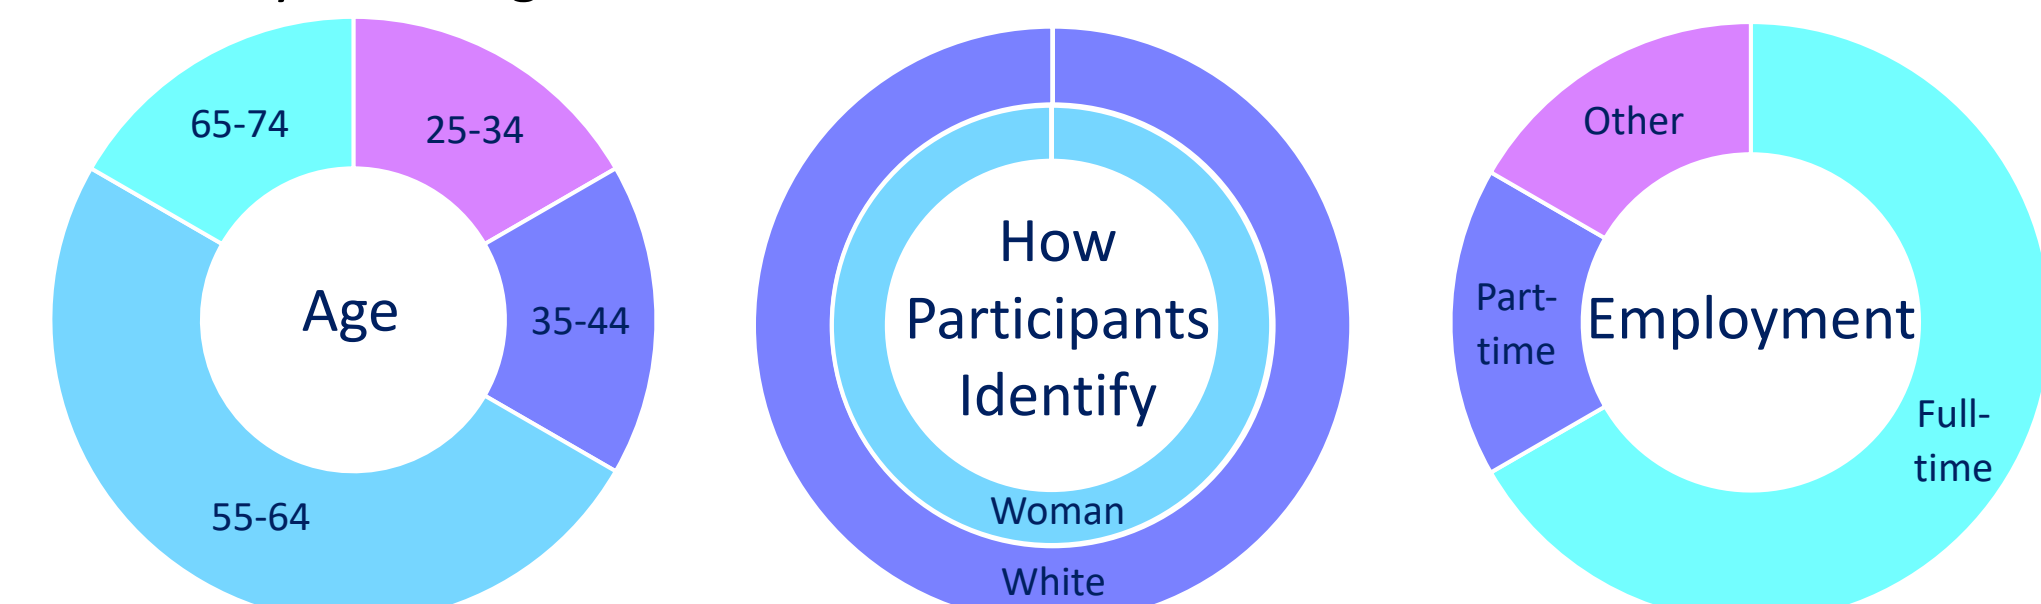 65-74
25-34
35-44
Age
55-64
How
Participants
Identify
Woman
White
Other
Part-
time
Employment
Full-
time